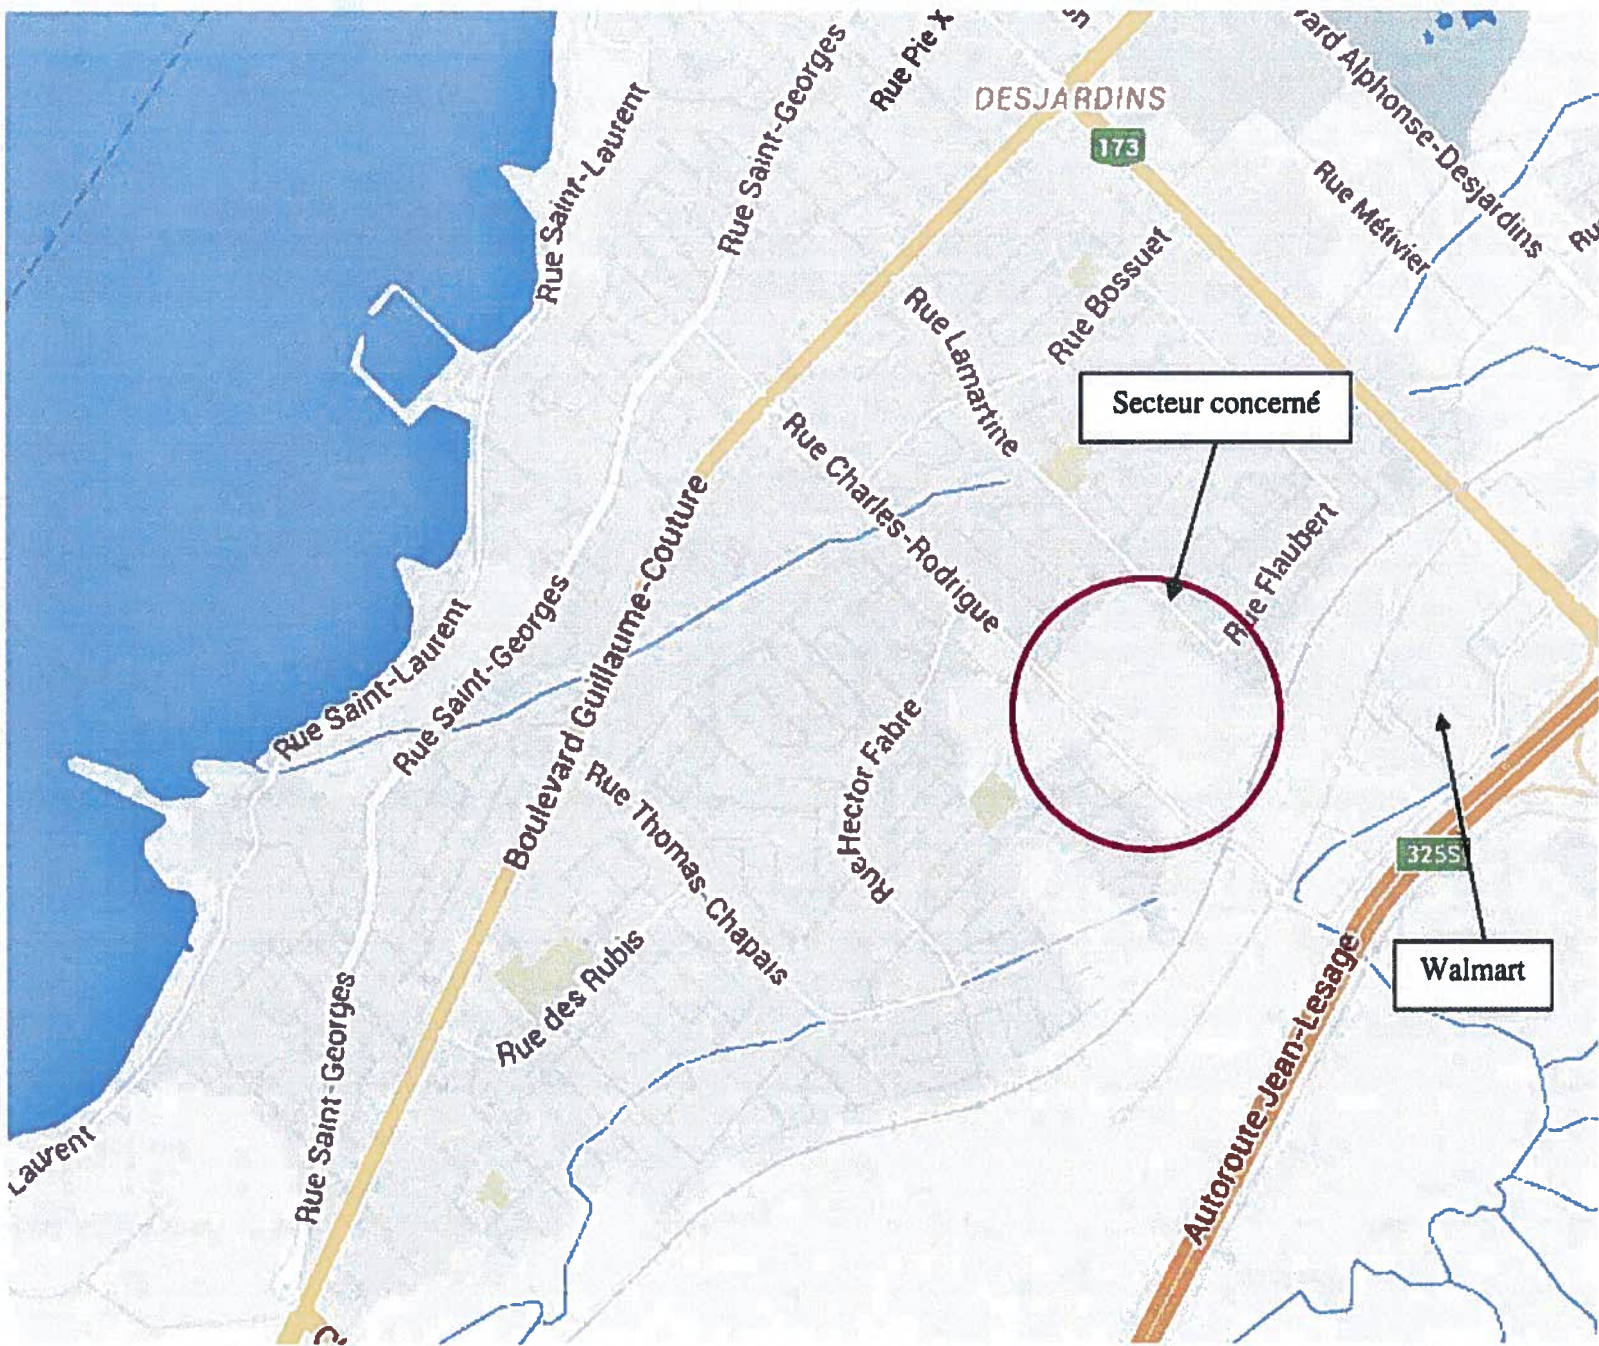 Rue Saint-Laurent
Rue Saint-Georges
Rue Pie X
DESJARDINS
173
Alphonse-Desjardins
Rue Métivier
Rue Bossuet
Rue Lamartine
Secteur concerné
Rue Charles-Rodrigue
Rue Flaubert
Boulevard Guillaume-Couture
Rue Saint-Laurent
Rue Saint-Georges
Rue Hector Fabre
Rue Thomas-Chapais
325S
Walmart
Rue des Rubis
Autoroute Jean-Lesage
Rue Saint-Georges
Laurent